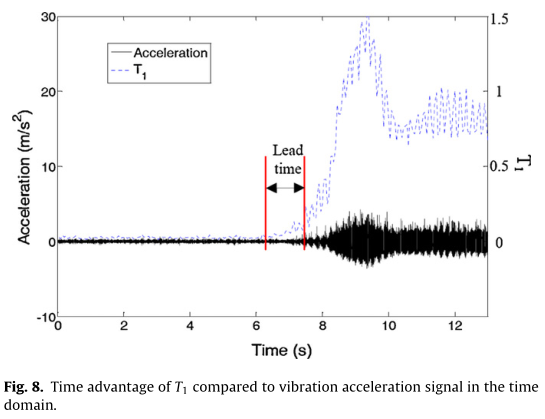 30
20
10
0
-10
Acceleration (m/s²)
Acceleration
T₁
Lead
time
1.5
1
0.5
0
T₁
0 2 4 6 8 10 12
Time (s)
Fig. 8. Time advantage of T₁ compared to vibration acceleration signal in the time
domain.